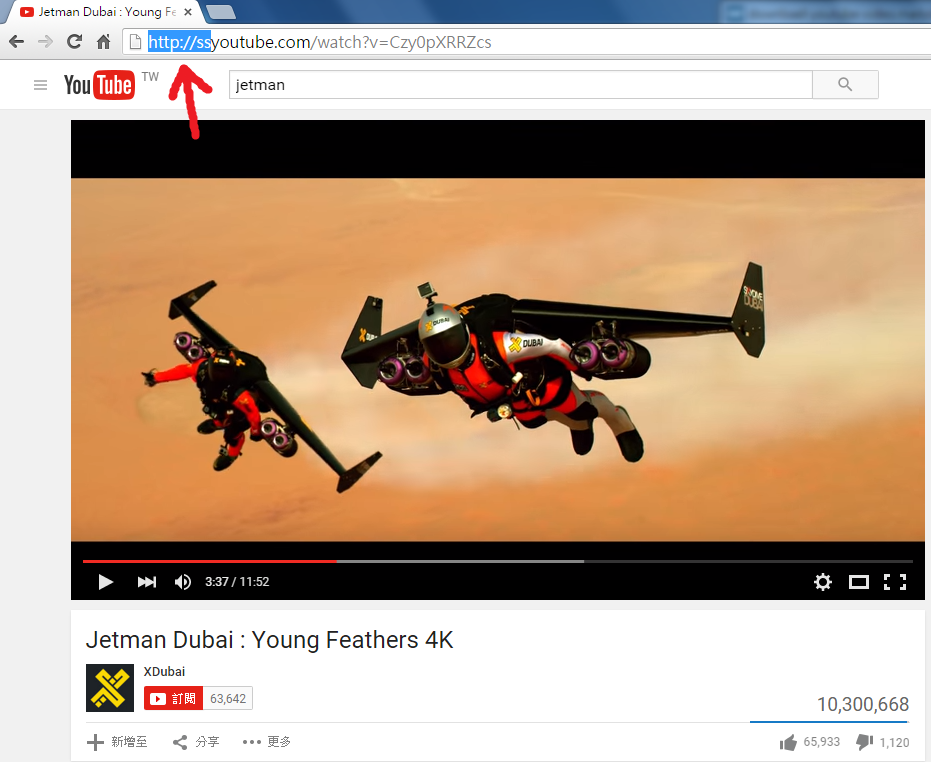 Jetman Dubai : Young Fe
http://ssyoutube.com/watch?v=Czy0pXRRZcs
YouTube TW
jetman
XDUBAI
X DUBAI
DUBAI
3:37 / 11:52
Jetman Dubai : Young Feathers 4K
XDubai
訂閱 63,642
10,300,668
新增至 分享 更多
65,933 1,120